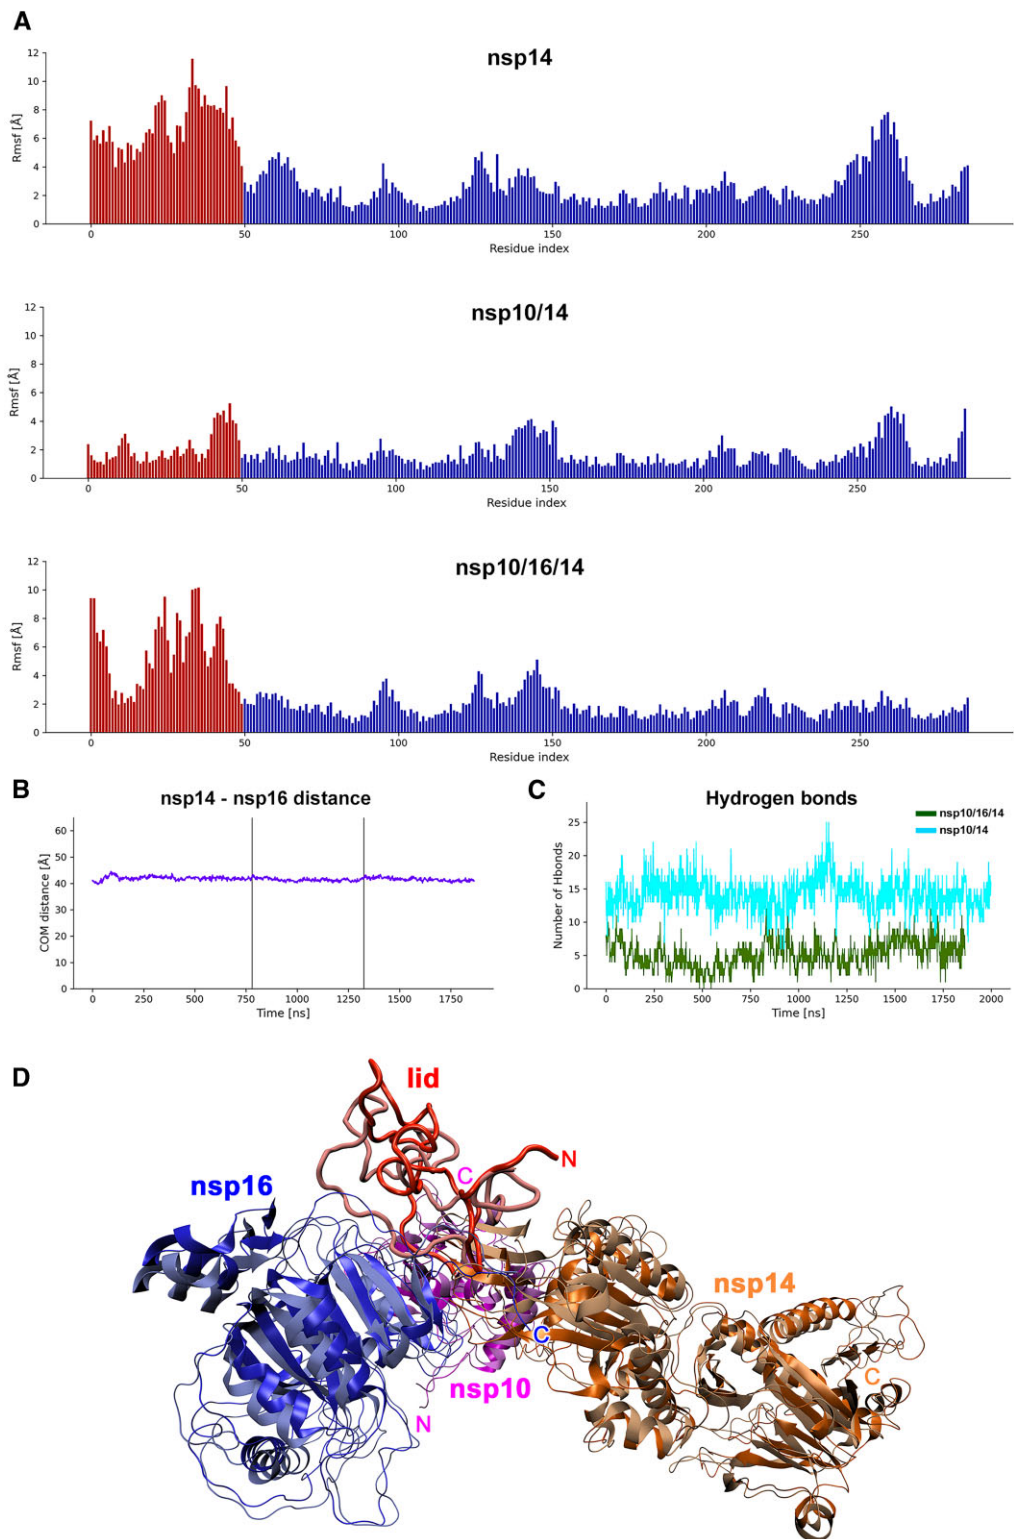 A
nsp14
12
10
8
6
4
2
0
Rmsf [Å]
0 50 100 150 200 250
Residue index
nsp10/14
12
10
8
6
4
2
0
Rmsf [Å]
0 50 100 150 200 250
Residue index
nsp10/16/14
12
10
8
6
4
2
0
Rmsf [Å]
0 50 100 150 200 250
Residue index
B
nsp14 - nsp16 distance
60
50
40
30
20
10
0
COM distance [Å]
0 250 500 750 1000 1250 1500 1750
Time [ns]
C
Hydrogen bonds
nsp10/16/14
nsp10/14
25
20
15
10
5
0
Number of Hbonds
0 250 500 750 1000 1250 1500 1750 2000
Time [ns]
D
lid
N
C
nsp16
nsp14
C
C
nsp10
N